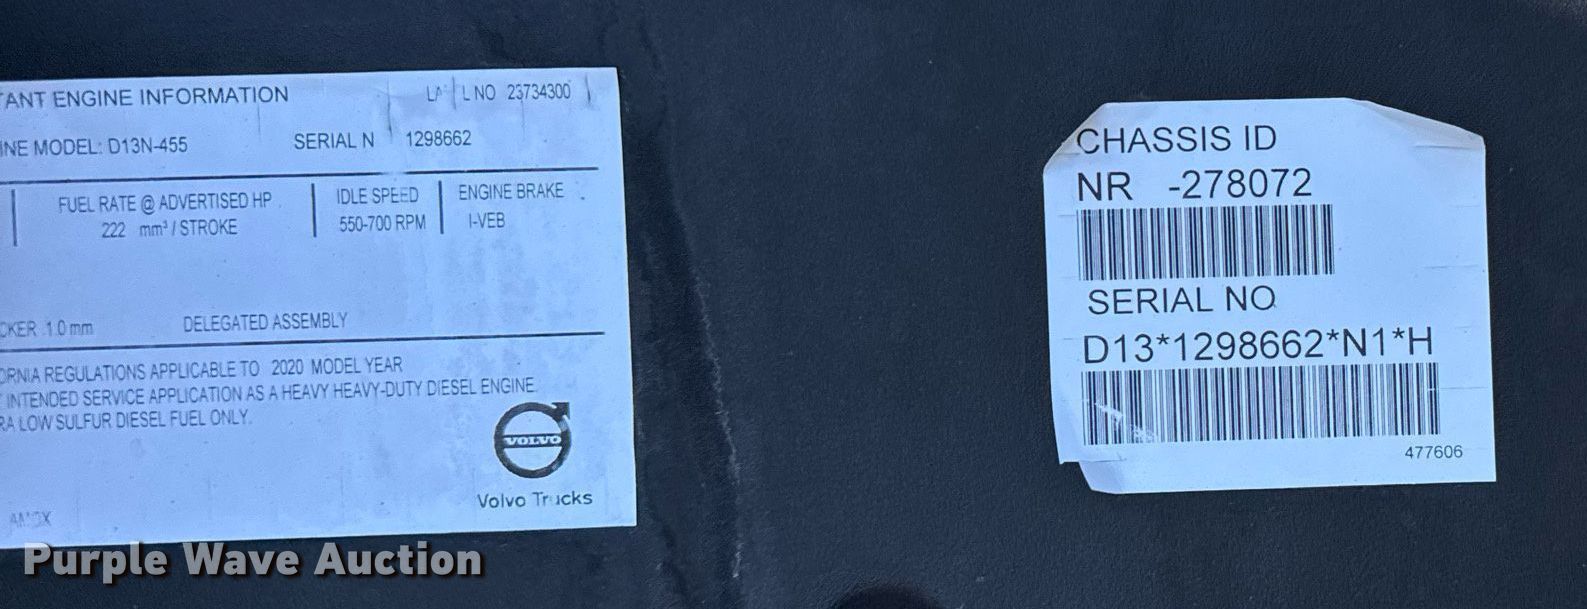 TANT ENGINE INFORMATION
L NO 23734300
INE MODEL: D13N-455
SERIAL N 1298662
FUEL RATE @ ADVERTISED HP
222 mm³ / STROKE
IDLE SPEED
550-700 RPM
ENGINE BRAKE
I-VEB
CKER .1.0 mm
DELEGATED ASSEMBLY
ORNIA REGULATIONS APPLICABLE TO 2020 MODEL YEAR
INTENDED SERVICE APPLICATION AS A HEAVY HEAVY-DUTY DIESEL ENGINE
RA LOW SULFUR DIESEL FUEL ONLY.
VOLVO
Volvo Trucks
CHASSIS ID
NR -278072
SERIAL NO
D13*1298662*N1*H
477606
Purple Wave Auction